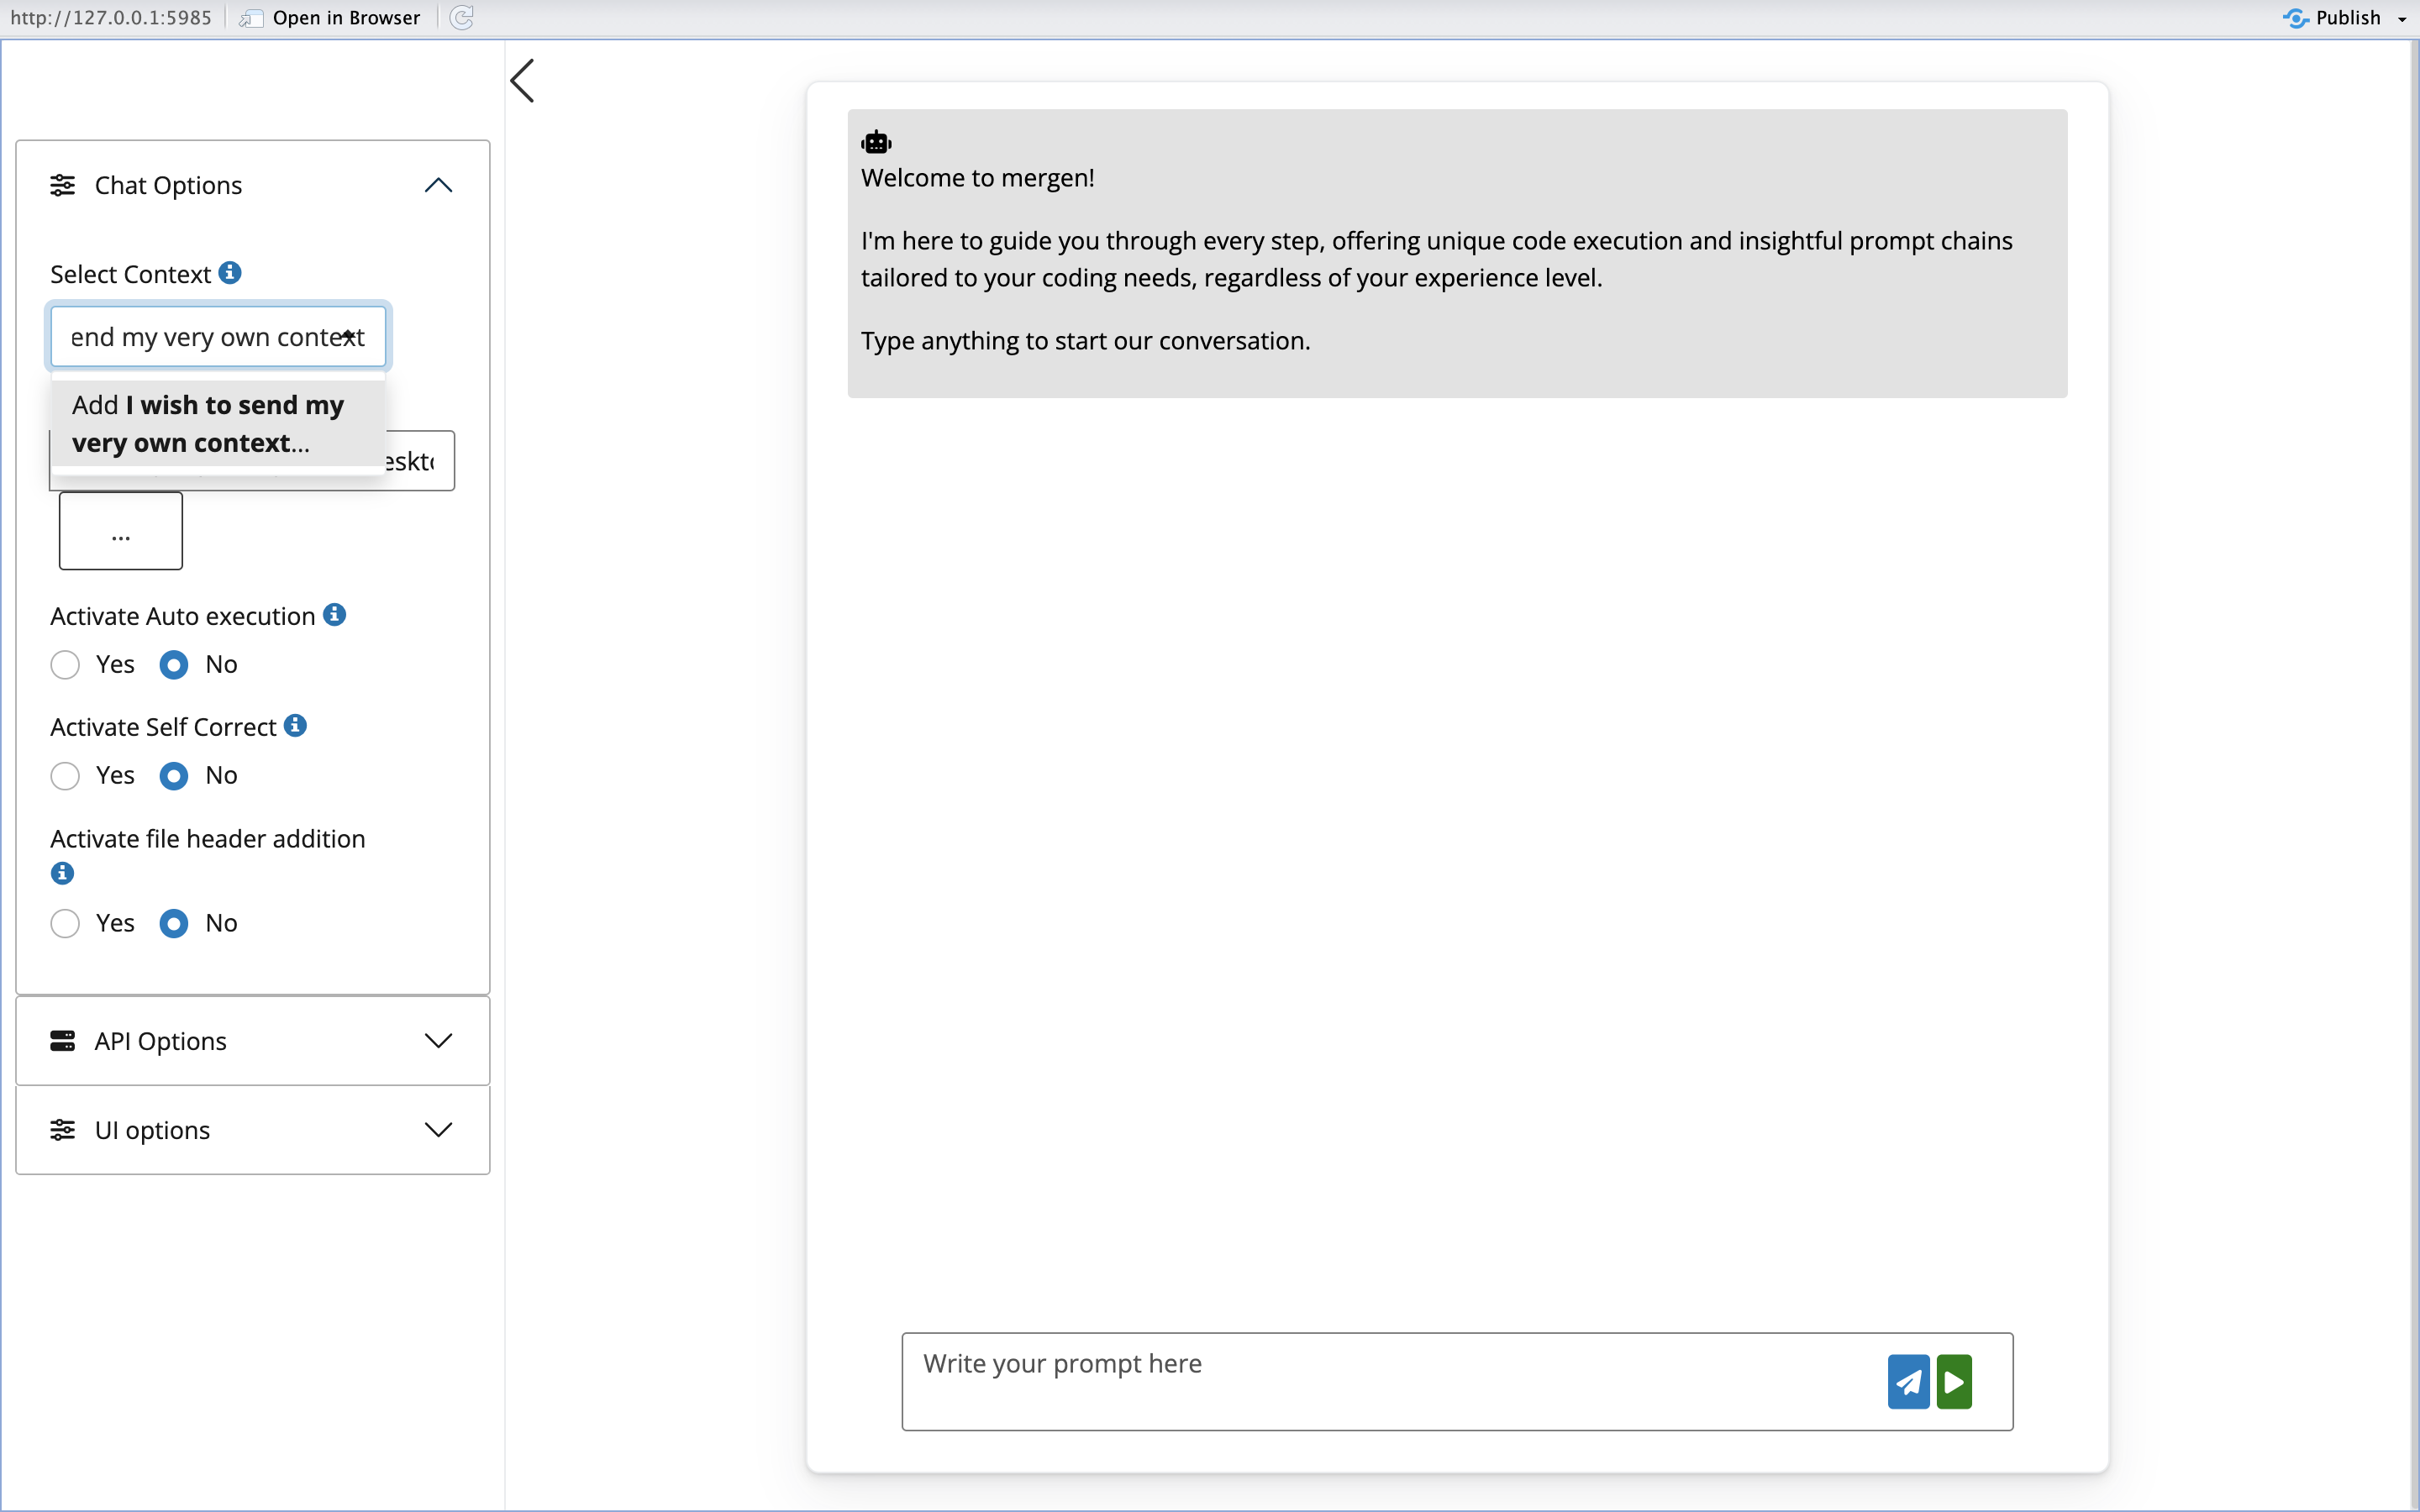 http://127.0.0.1:5985 Open in Browser Publish
Chat Options
Select Context
end my very own context
Add I wish to send my
very own context...
...
Activate Auto execution
Yes No
Activate Self Correct
Yes No
Activate file header addition
Yes No
API Options
UI options
Welcome to mergen!
I'm here to guide you through every step, offering unique code execution and insightful prompt chains
tailored to your coding needs, regardless of your experience level.
Type anything to start our conversation.
Write your prompt here